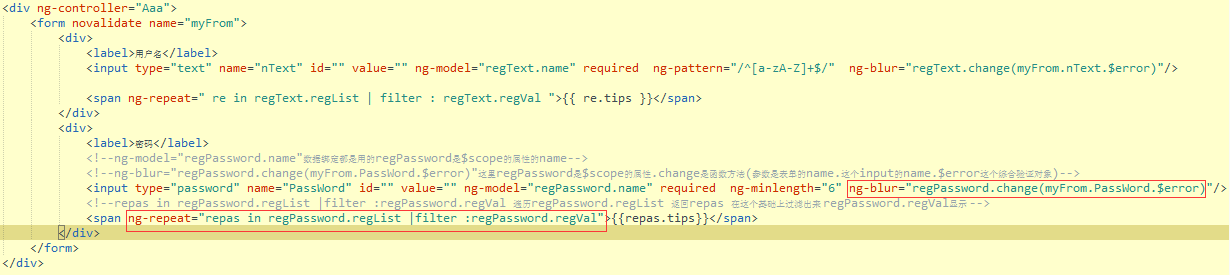 <div ng-controller="Aaa">
<form novalidate name="myFrom">
<div>
<label>用户名</label>
<input type="text" name="nText" id="" value="" ng-model="regText.name" required  ng-pattern="/^[a-zA-Z]+$/"  ng-blur="regText.change(myFrom.nText.$error)"/>
<span ng-repeat=" re in regText.regList | filter : regText.regVal ">{{ re.tips }}</span>
</div>
<div>
<label>密码</label>
<!--ng-model="regPassword.name"数据绑定都是用的regPassword是$scope的属性的name-->
<!--ng-blur="regPassword.change(myFrom.PassWord.$error)"这里regPassword是$scope的属性.change是函数方法(参数是表单的name.这个input的name.$error这个综合验证对象)-->
<input type="password" name="PassWord" id="" value="" ng-model="regPassword.name" required  ng-minlength="6" ng-blur="regPassword.change(myFrom.PassWord.$error)"/>
<!--repas in regPassword.regList |filter :regPassword.regVal 遍历regPassword.regList 返回repas 在这个基础上过滤出来 regPassword.regVal显示-->
<span ng-repeat="repas in regPassword.regList |filter :regPassword.regVal">{{repas.tips}}</span>
</div>
</form>
</div>